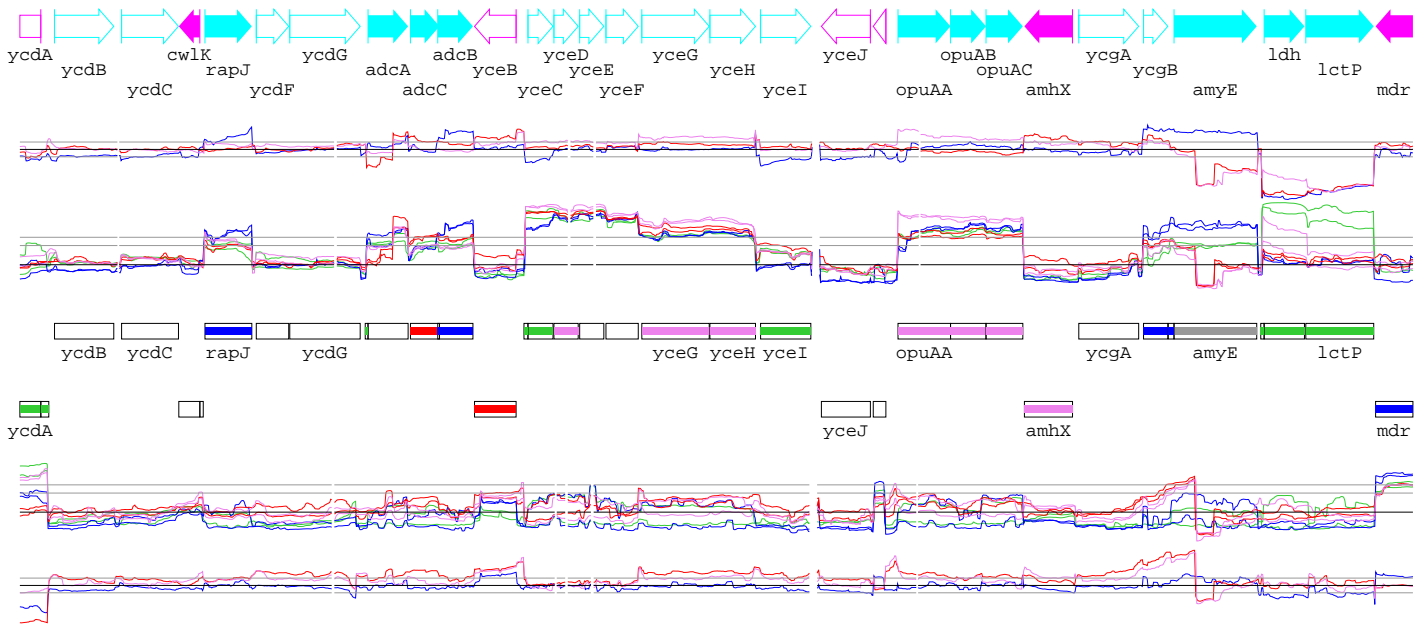 cwlK ycdG adcB yceD yceG yceJ opuAB ycgA ldh
ycdA rapJ adcA yceB yceE yceH opuAC ycgB lctP
ycdB ycdF adcC yceC yceF yceI opuAA amhX amyE mdr
ycdC
ycdB ycdC rapJ ycdG yceG yceH yceI opuAA ycgA amyE lctP
ycdA yceJ amhX mdr